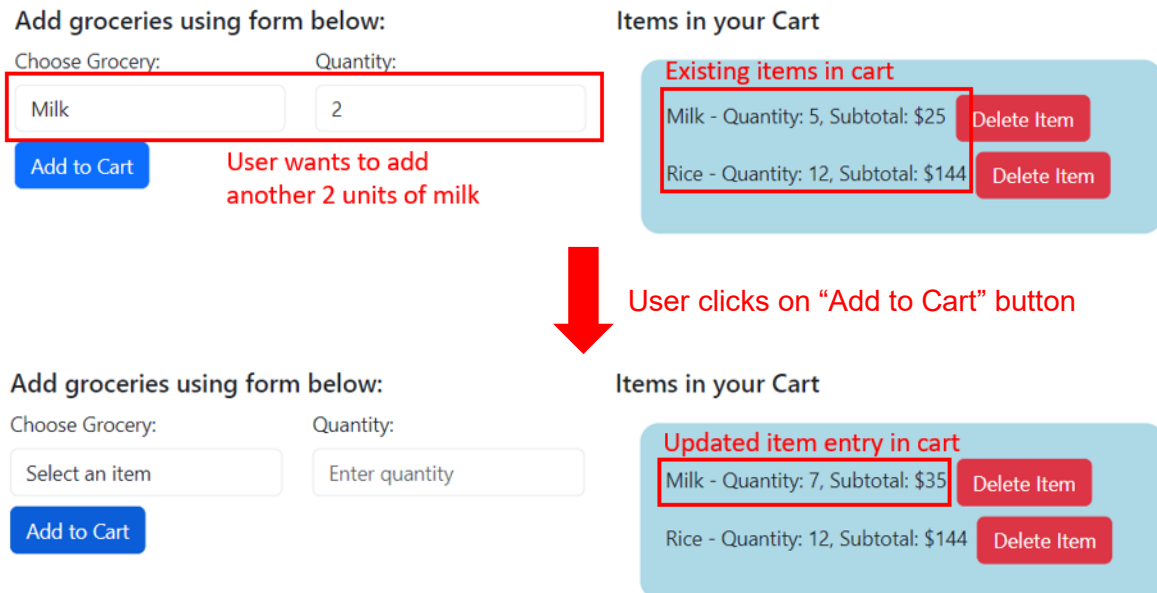 Add groceries using form below:
Items in your Cart
Choose Grocery:
Quantity:
Existing items in cart
Milk
2
Milk - Quantity: 5, Subtotal: $25
Delete Item
Add to Cart
User wants to add
another 2 units of milk
Rice - Quantity: 12, Subtotal: $144
Delete Item
User clicks on “Add to Cart” button
Add groceries using form below:
Items in your Cart
Choose Grocery:
Quantity:
Updated item entry in cart
Select an item
Enter quantity
Milk - Quantity: 7, Subtotal: $35
Delete Item
Add to Cart
Rice - Quantity: 12, Subtotal: $144
Delete Item